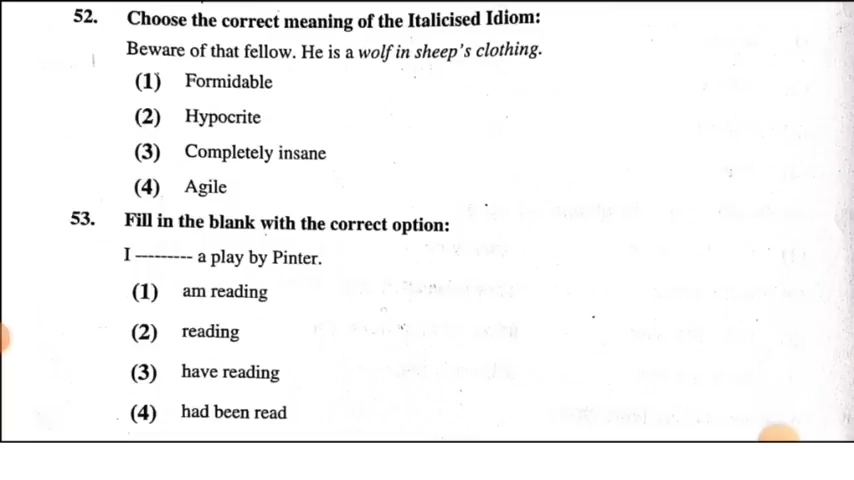 52. Choose the correct meaning of the Italicised Idiom:
Beware of that fellow. He is a wolf in sheep's clothing.
(1) Formidable
(2) Hypocrite
(3) Completely insane
(4) Agile
53. Fill in the blank with the correct option:
I --------- a play by Pinter.
(1) am reading
(2) reading
(3) have reading
(4) had been read